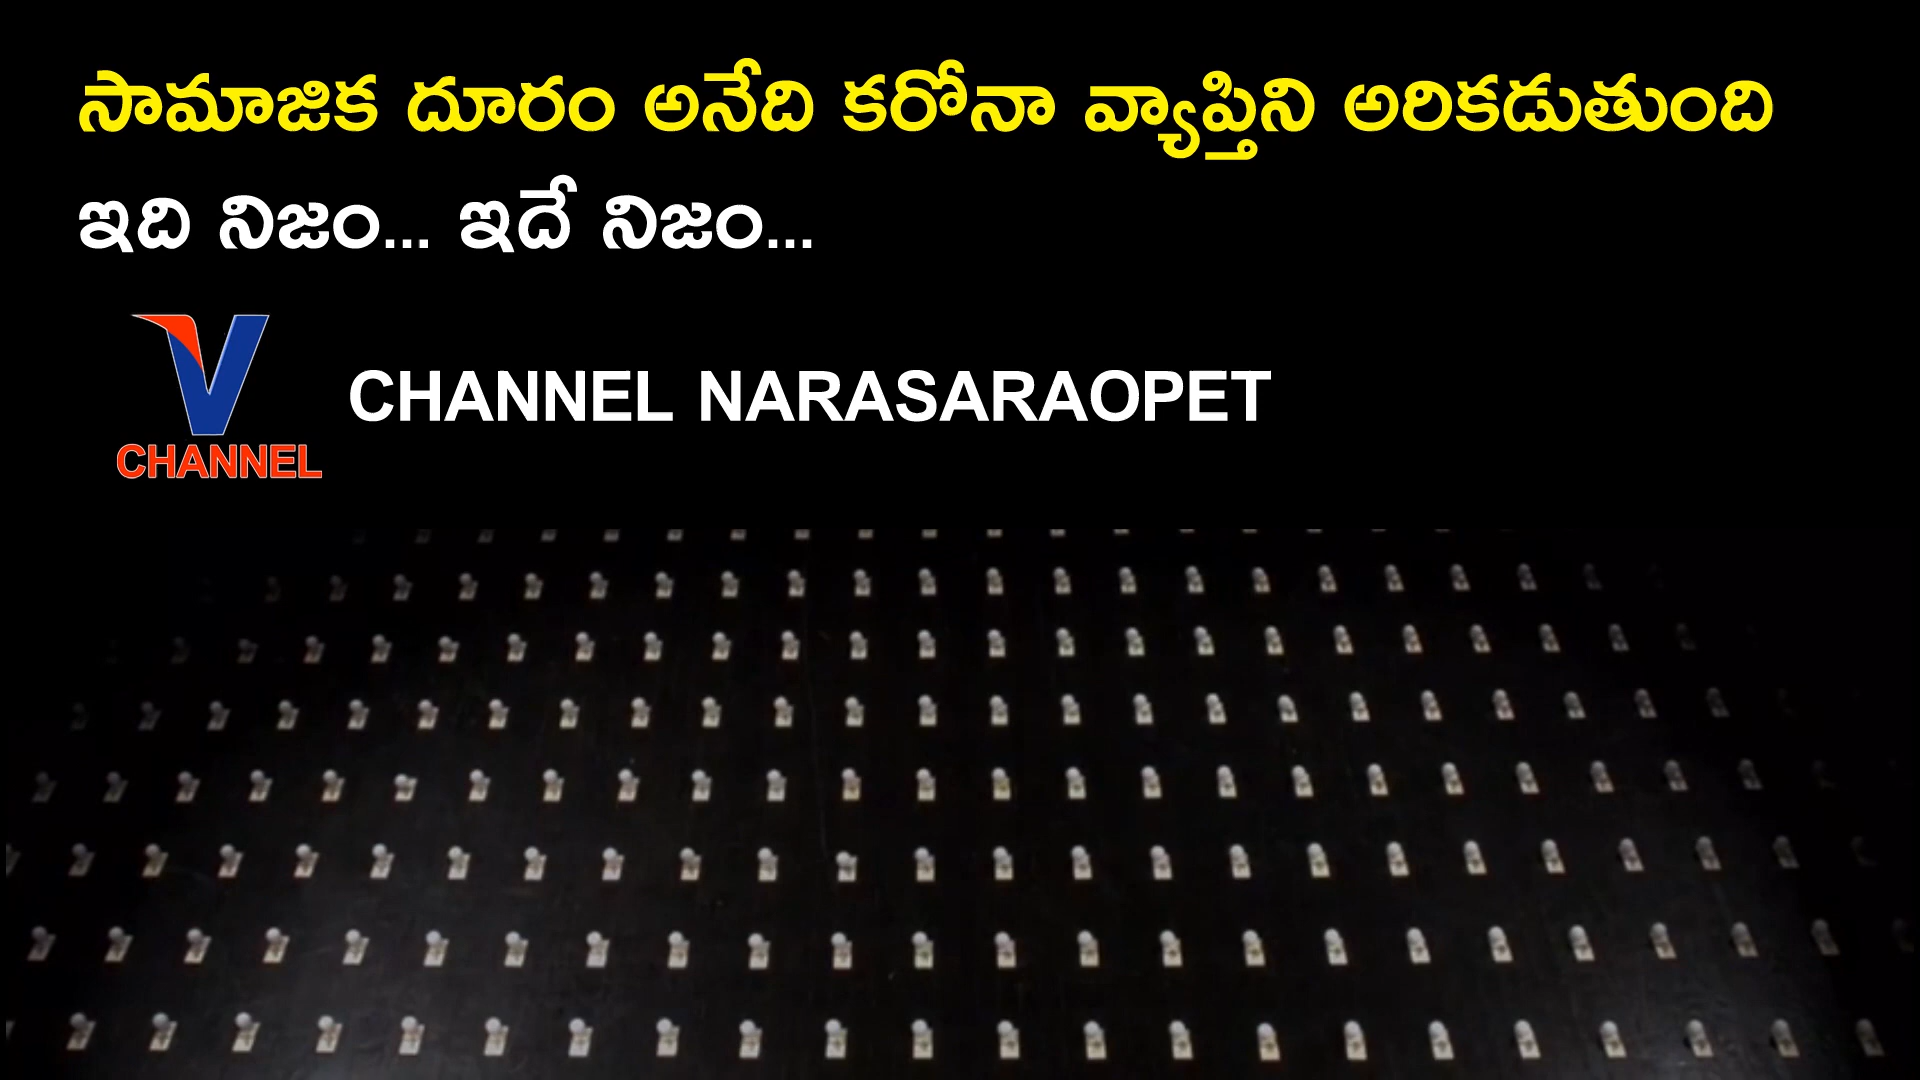 సామాజిక దూరం అనేది కరోనా వ్యాప్తిని అరికడుతుంది
ఇది నిజం... ఇదే నిజం...
V
CHANNEL
CHANNEL NARASARAOPET